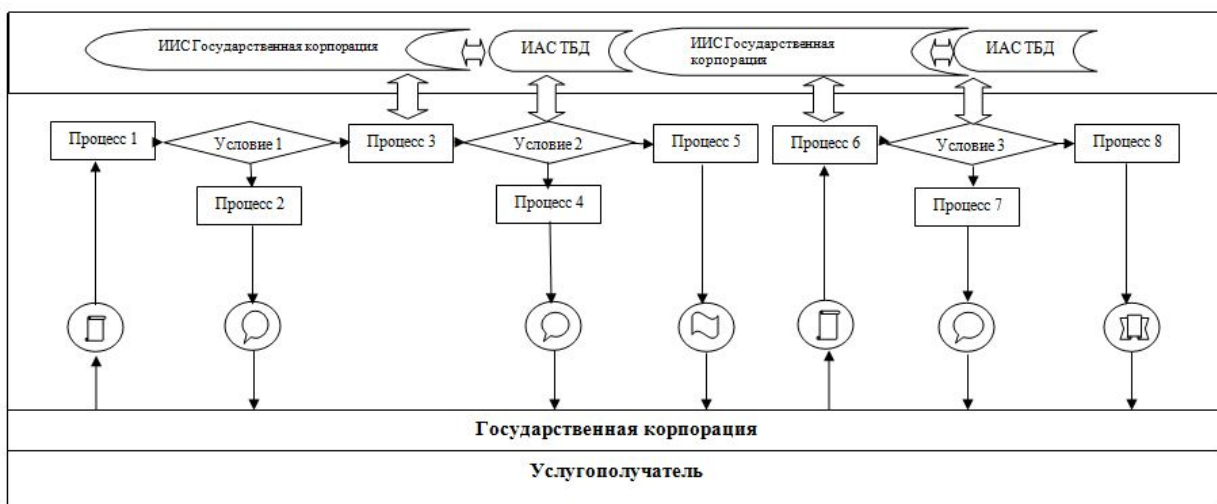 ИИС Государственная корпорация
ИАС ТБД
ИИС Государственная
корпорация
ИАС ТБД
Процесс 1
Условие 1
Процесс 3
Условие 2
Процесс 5
Процесс 6
Условие 3
Процесс 8
Процесс 2
Процесс 4
Процесс 7
Государственная корпорация
Услугополучатель